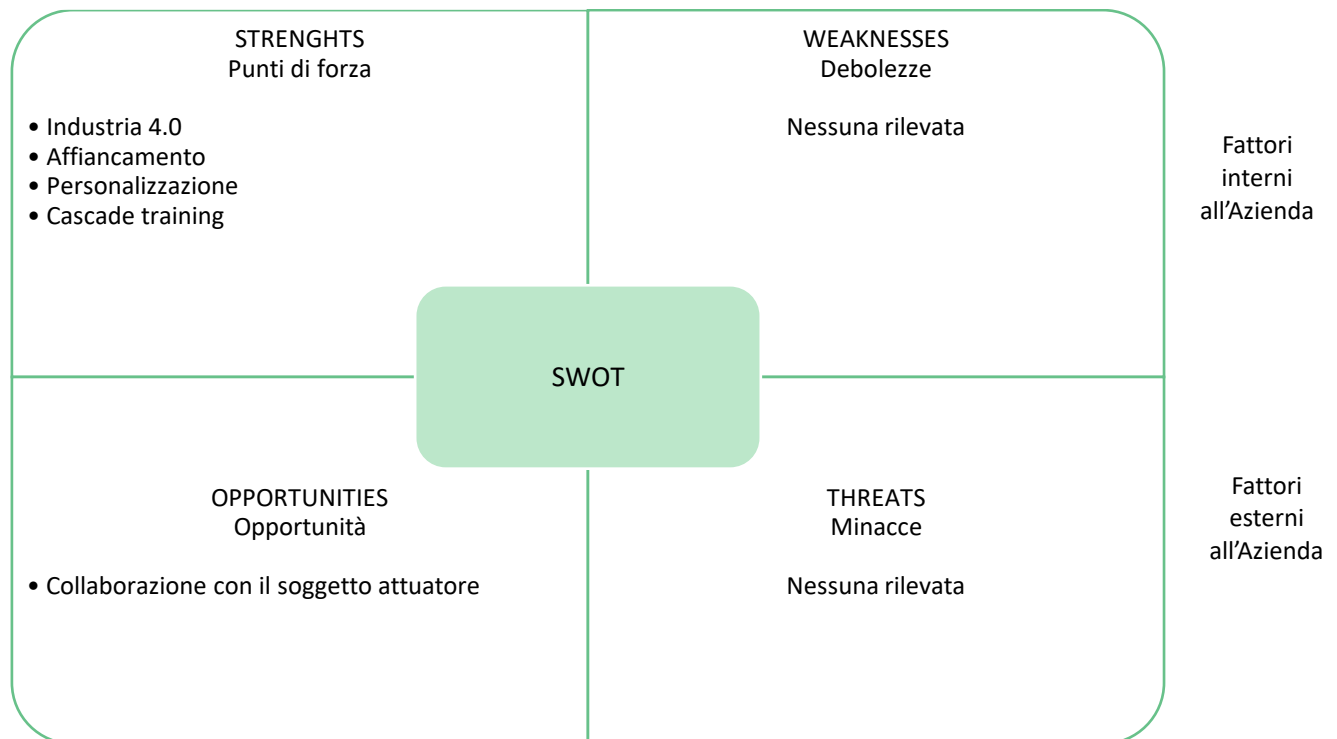 STRENGHTS
Punti di forza
• Industria 4.0
• Affiancamento
• Personalizzazione
• Cascade training
WEAKNESSES
Debolezze
Nessuna rilevata
Fattori
interni
all’Azienda
SWOT
OPPORTUNITIES
Opportunità
• Collaborazione con il soggetto attuatore
THREATS
Minacce
Nessuna rilevata
Fattori
esterni
all’Azienda